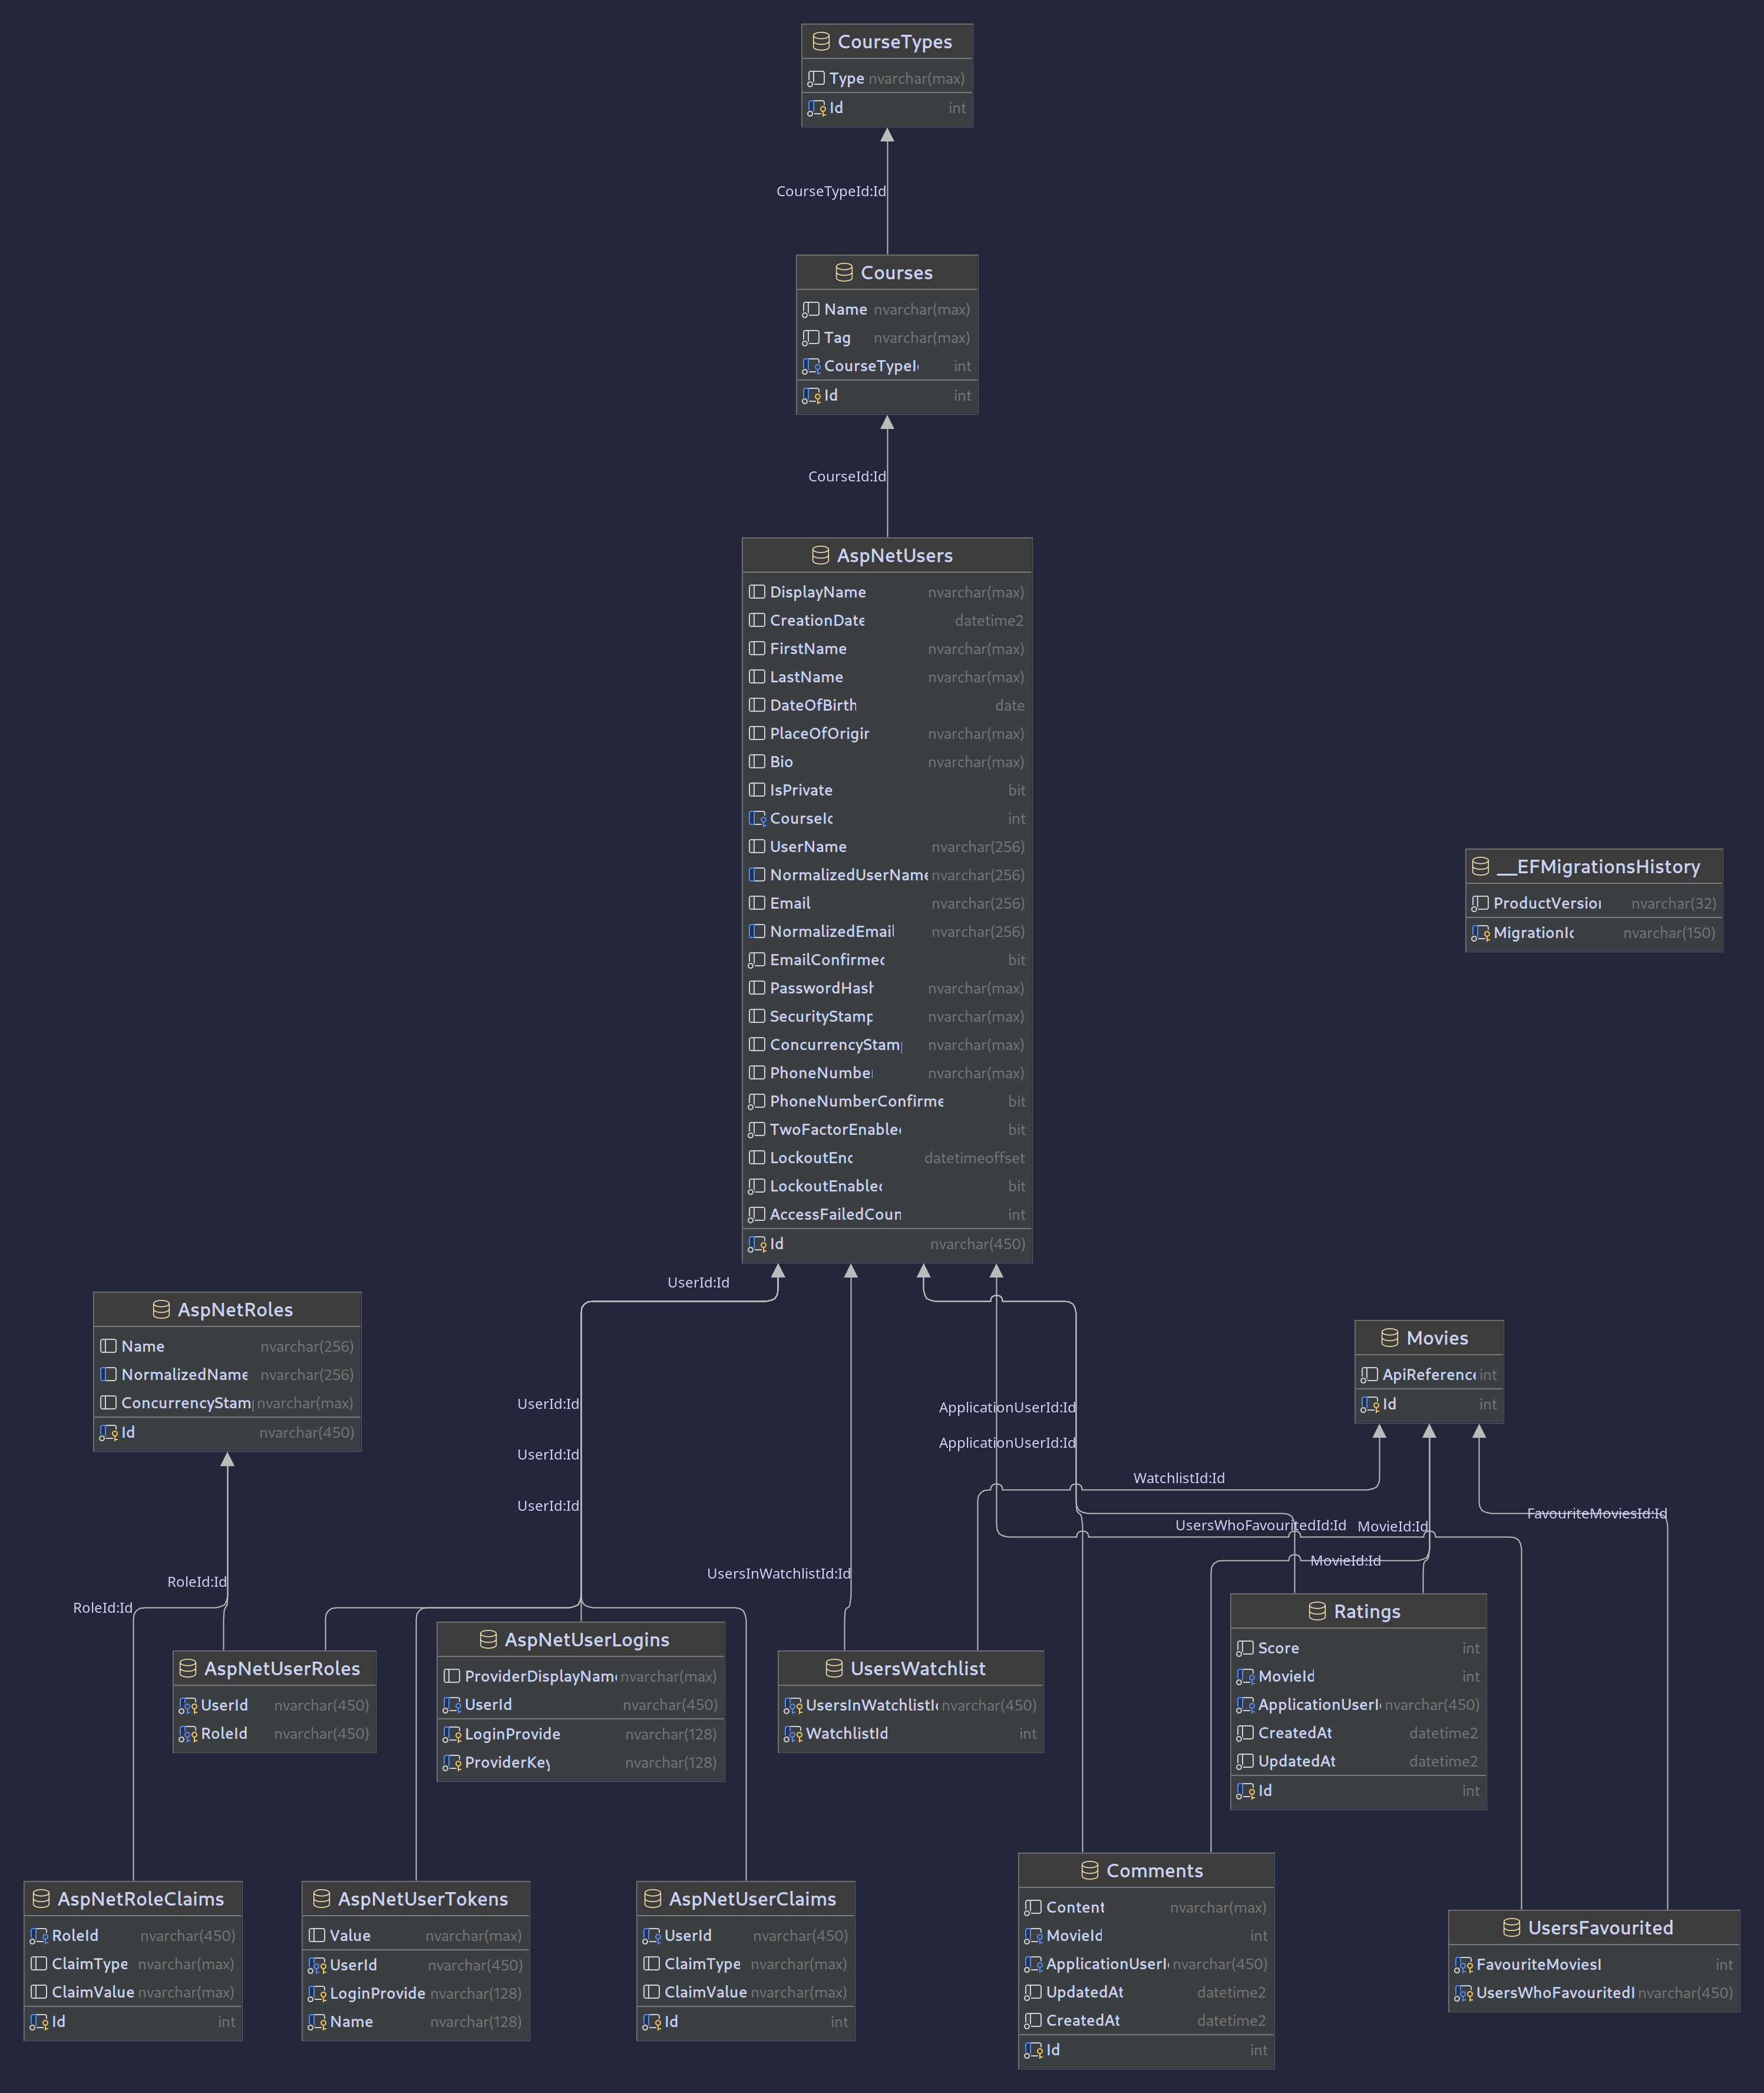 CourseTypes
Type nvarchar(max)
Id int
CourseTypeId:Id
Courses
Name nvarchar(max)
Tag nvarchar(max)
CourseTypeI int
Id int
CourseId:Id
AspNetUsers
DisplayName nvarchar(max)
CreationDate datetime2
FirstName nvarchar(max)
LastName nvarchar(max)
DateOfBirth date
PlaceOfOrigin nvarchar(max)
Bio nvarchar(max)
IsPrivate bit
CourseId int
UserName nvarchar(256)
NormalizedUserName nvarchar(256)
Email nvarchar(256)
NormalizedEmail nvarchar(256)
EmailConfirmed bit
PasswordHash nvarchar(max)
SecurityStamp nvarchar(max)
ConcurrencyStam nvarchar(max)
PhoneNumber nvarchar(max)
PhoneNumberConfirme bit
TwoFactorEnabled bit
LockoutEnd datetimeoffset
LockoutEnabled bit
AccessFailedCoun int
Id nvarchar(450)
__EFMigrationsHistory
ProductVersion nvarchar(32)
MigrationId nvarchar(150)
UserId:Id
AspNetRoles
Name nvarchar(256)
NormalizedName nvarchar(256)
ConcurrencyStam nvarchar(max)
Id nvarchar(450)
Movies
ApiReference int
Id int
UserId:Id
UserId:Id
UserId:Id
ApplicationUserId:Id
ApplicationUserId:Id
WatchlistId:Id
UsersWhoFavouritedId:Id
MovieId:Id
FavouriteMoviesId:Id
MovieId:Id
UsersInWatchlistId:Id
RoleId:Id
RoleId:Id
AspNetUserRoles
UserId nvarchar(450)
RoleId nvarchar(450)
AspNetUserLogins
ProviderDisplayName nvarchar(max)
UserId nvarchar(450)
LoginProvide nvarchar(128)
ProviderKey nvarchar(128)
UsersWatchlist
UsersInWatchlistId nvarchar(450)
WatchlistId int
Ratings
Score int
MovieId int
ApplicationUserI nvarchar(450)
CreatedAt datetime2
UpdatedAt datetime2
Id int
AspNetRoleClaims
RoleId nvarchar(450)
ClaimType nvarchar(max)
ClaimValue nvarchar(max)
Id int
AspNetUserTokens
Value nvarchar(max)
UserId nvarchar(450)
LoginProvide nvarchar(128)
Name nvarchar(128)
AspNetUserClaims
UserId nvarchar(450)
ClaimType nvarchar(max)
ClaimValue nvarchar(max)
Id int
Comments
Content nvarchar(max)
MovieId int
ApplicationUserI nvarchar(450)
UpdatedAt datetime2
CreatedAt datetime2
Id int
UsersFavourited
FavouriteMoviesI int
UsersWhoFavouritedI nvarchar(450)